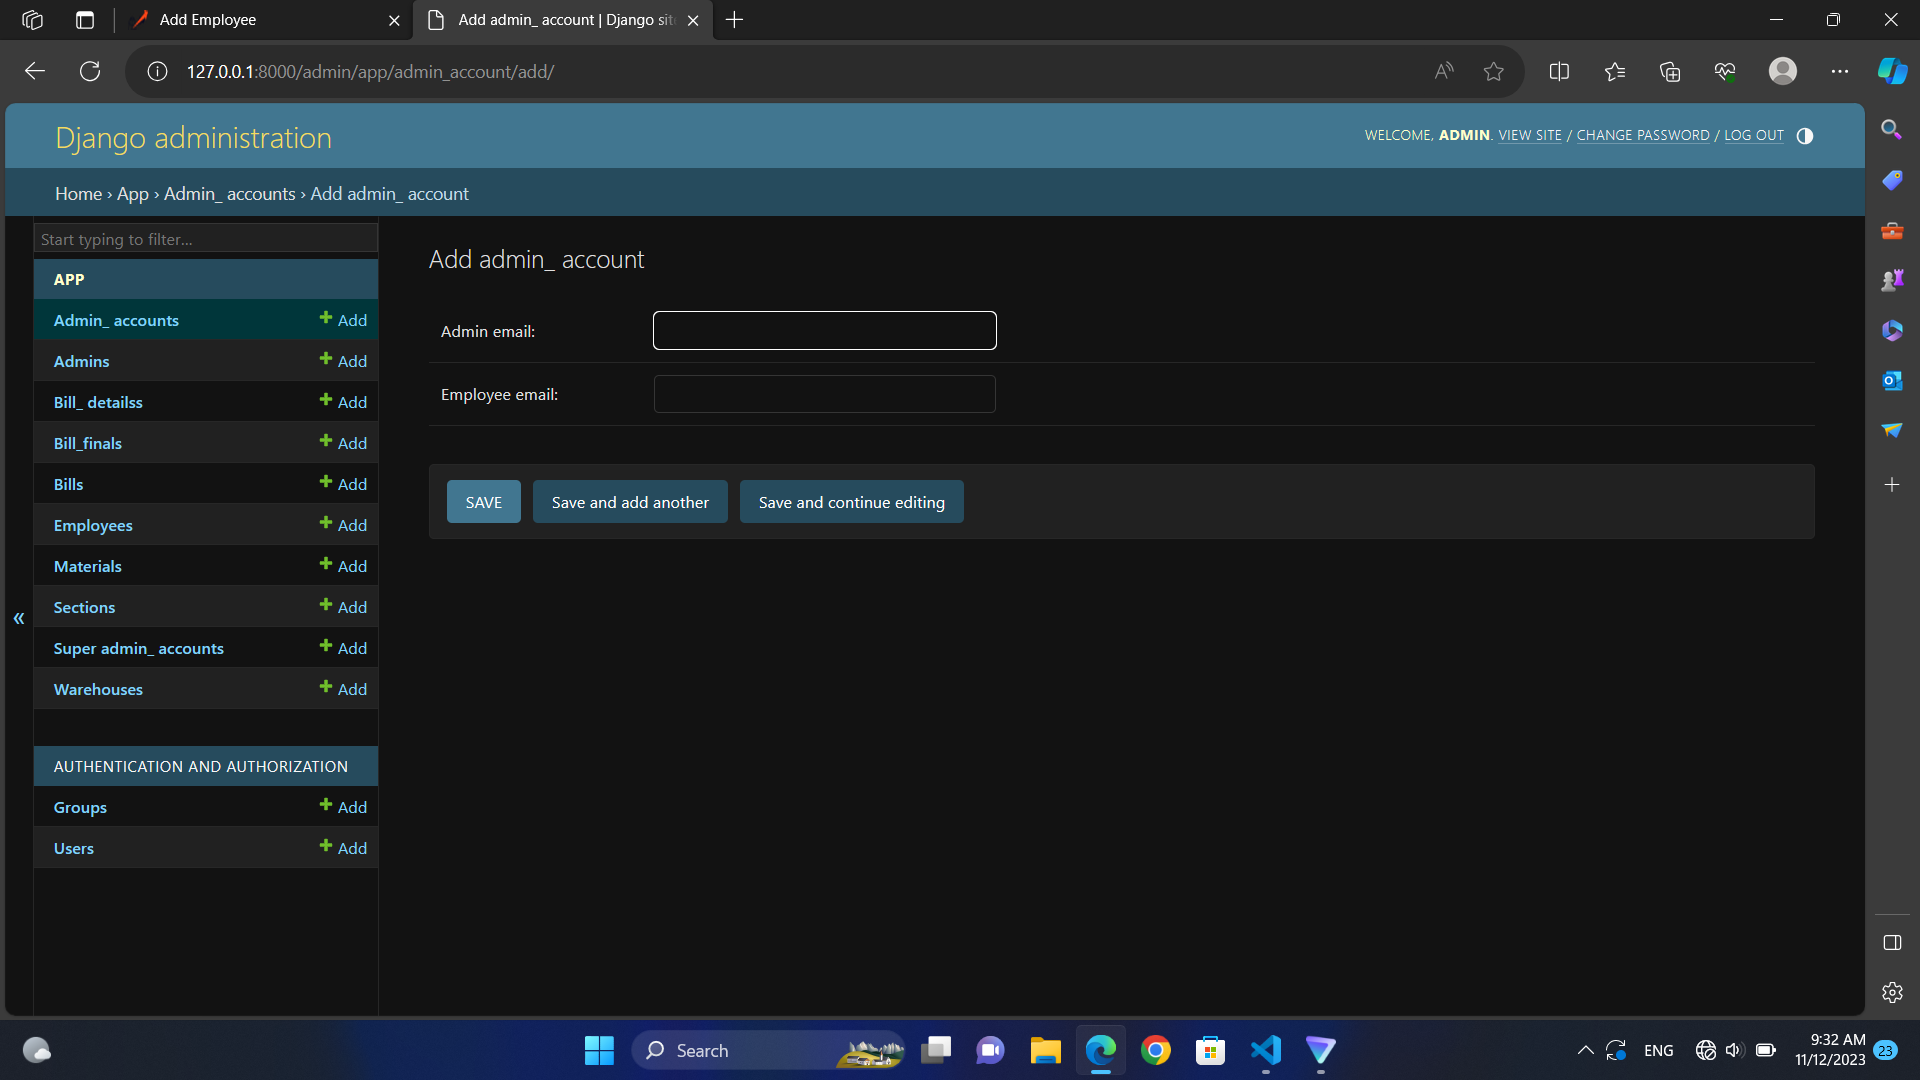 Add Employee
Add admin_ account | Django sit
127.0.0.1:8000/admin/app/admin_account/add/
Django administration
WELCOME, ADMIN. VIEW SITE / CHANGE PASSWORD / LOG OUT
Home › App › Admin_ accounts › Add admin_ account
Start typing to filter...
APP
Admin_ accounts Add
Admins Add
Bill_ detailss Add
Bill_finals Add
Bills Add
Employees Add
Materials Add
Sections Add
Super admin_ accounts Add
Warehouses Add
AUTHENTICATION AND AUTHORIZATION
Groups Add
Users Add
«
Add admin_ account
Admin email:
Employee email:
SAVE Save and add another Save and continue editing
Search
ENG
9:32 AM
11/12/2023
23